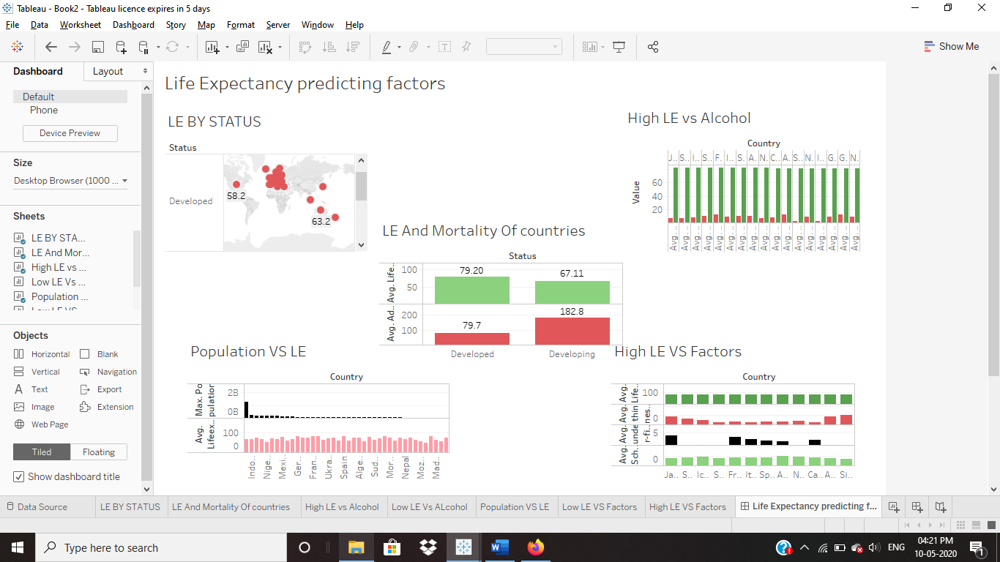 Tableau - Book2 - Tableau licence expires in 5 days
File Data Worksheet Dashboard Story Map Format Server Window Help
Show Me
Dashboard Layout
Default
Phone
Device Preview
Size
Desktop Browser (1000 ...
Sheets
LE BY STA...
LE And Mor...
High LE vs ...
Low LE Vs ...
Population ...
Objects
Horizontal Blank
Vertical Navigation
Text Export
Image Extension
Web Page
Tiled Floating
Show dashboard title
Life Expectancy predicting factors
LE BY STATUS
Status
Developed
58.2
63.2
High LE vs Alcohol
Country
J.. S.. I.. S.. F.. I.. S.. A.. N.. C.. A.. S.. N.. I.. G.. G.. N..
Value
60
40
20
Avg. .. Avg. .. Avg. .. Avg. .. Avg. .. Avg. .. Avg. .. Avg. .. Avg. .. Avg. .. Avg. .. Avg. .. Avg. .. Avg. .. Avg. .. Avg. .. Avg. ..
LE And Mortality Of countries
Status
Avg. Life..
100
50
79.20 67.11
Avg. Ad..
200
100
79.7 182.8
Developed Developing
Population VS LE
Country
Max. Po
pulation
2B
0B
Avg.
Lifeex..
100
0
Indo.. Nige.. Mexi.. Ger.. Fran.. Ukra.. Spain Alge.. Sud.. Mor.. Nepal Moz.. Mad..
High LE VS Factors
Country
Avg.
Life..
100
Avg.
thin
nes..
0
Avg.
unde
r-fi..
5
Avg.
Sch..
0
Ja.. S.. Ic.. S.. Fr.. It.. Sp.. A.. N.. Ca.. A.. Si..
Data Source LE BY STATUS LE And Mortality Of countries High LE vs Alcohol Low LE Vs ALcohol Population VS LE Low LE VS Factors High LE VS Factors Life Expectancy predicting f...
Type here to search
ENG
04:21 PM
10-05-2020
1